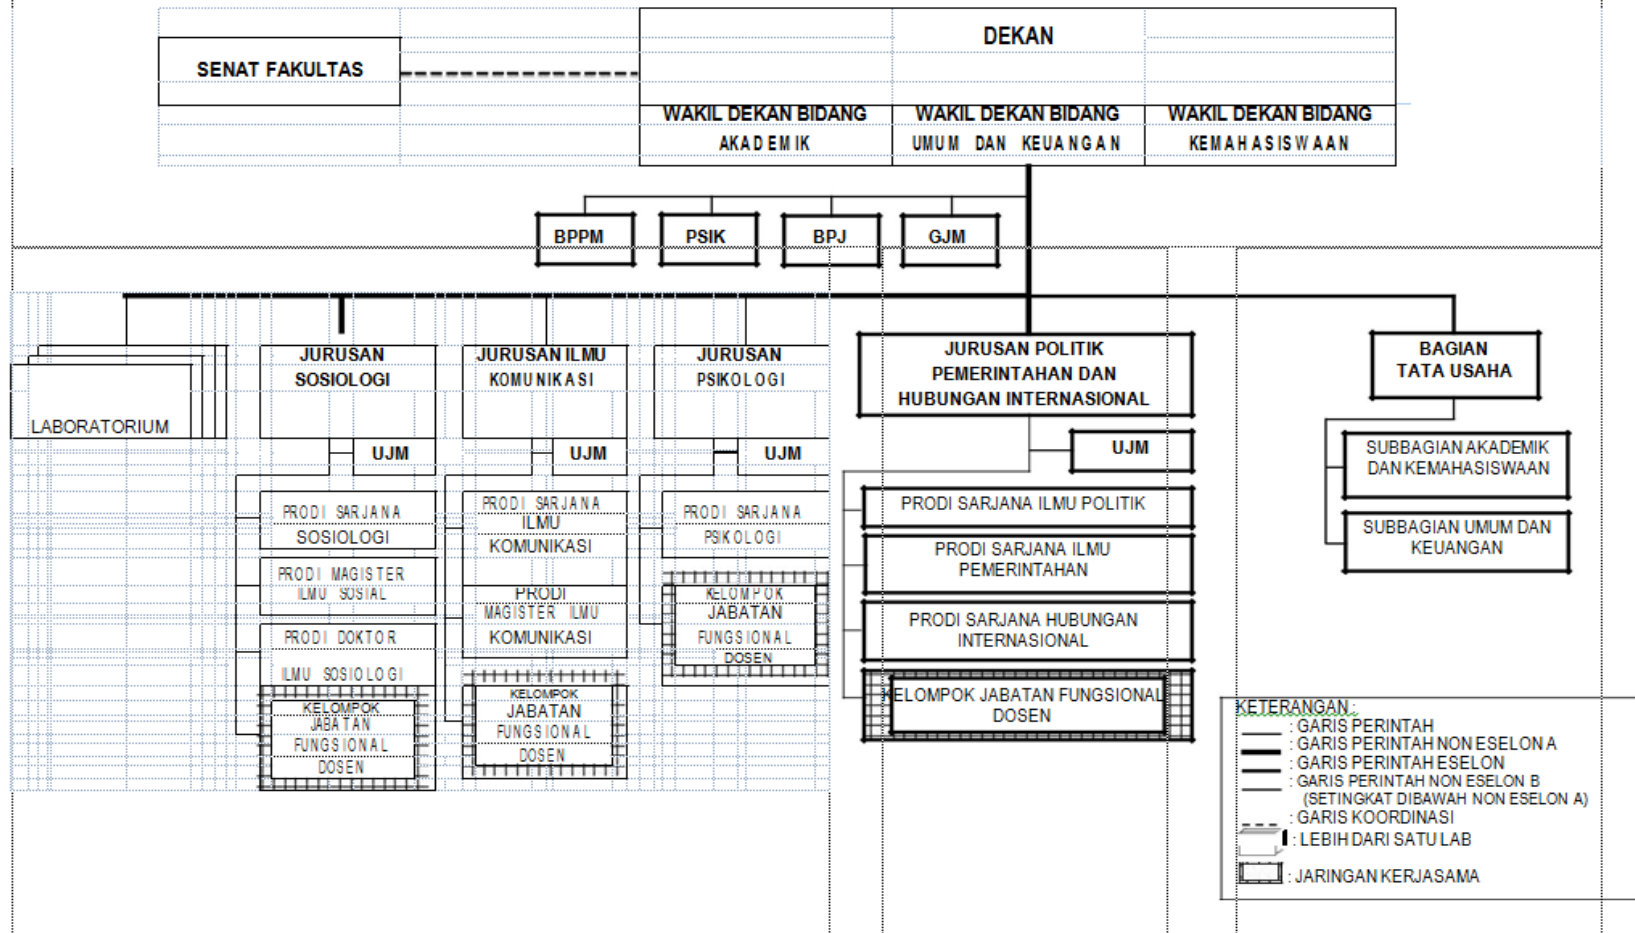 DEKAN
SENAT FAKULTAS
WAKIL DEKAN BIDANG
AKADEMIK
WAKIL DEKAN BIDANG
UMUM DAN KEUANGAN
WAKIL DEKAN BIDANG
KEMAHASISWAAN
BPPM
PSIK
BPJ
GJM
LABORATORIUM
JURUSAN
SOSIOLOGI
UJM
PRODI SARJANA
SOSIOLOGI
PRODI MAGISTER
ILMU SOSIAL
PRODI DOKTOR
ILMU SOSIOLOGI
KELOMPOK
JABATAN
FUNGSIONAL
DOSEN
JURUSAN ILMU
KOMUNIKASI
UJM
PRODI SARJANA
ILMU
KOMUNIKASI
PRODI
MAGISTER ILMU
KOMUNIKASI
KELOMPOK
JABATAN
FUNGSIONAL
DOSEN
JURUSAN
PSIKOLOGI
UJM
PRODI SARJANA
PSIKOLOGI
KELOMPOK
JABATAN
FUNGSIONAL
DOSEN
JURUSAN POLITIK
PEMERINTAHAN DAN
HUBUNGAN INTERNASIONAL
UJM
PRODI SARJANA ILMU POLITIK
PRODI SARJANA ILMU
PEMERINTAHAN
PRODI SARJANA HUBUNGAN
INTERNASIONAL
KELOMPOK JABATAN FUNGSIONAL
DOSEN
BAGIAN
TATA USAHA
SUBBAGIAN AKADEMIK
DAN KEMAHASISWAAN
SUBBAGIAN UMUM DAN
KEUANGAN
KETERANGAN :
: GARIS PERINTAH
: GARIS PERINTAH NON ESELON A
: GARIS PERINTAH ESELON
: GARIS PERINTAH NON ESELON B
(SETINGKAT DIBAWAH NON ESELON A)
: GARIS KOORDINASI
: LEBIH DARI SATU LAB
: JARINGAN KERJASAMA